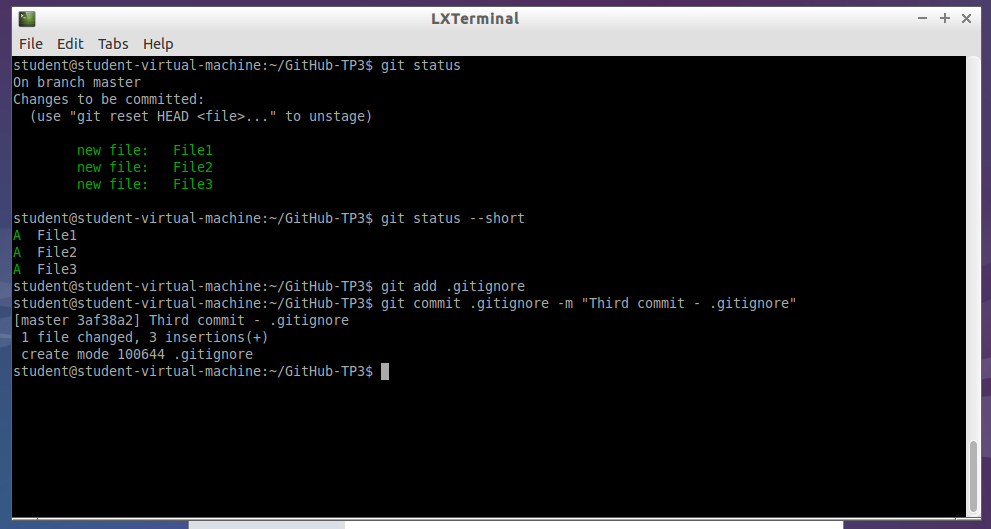 LXTerminal
File Edit Tabs Help
student@student-virtual-machine:~/GitHub-TP3$ git status
On branch master
Changes to be committed:
  (use "git reset HEAD <file>..." to unstage)
        new file:   File1
        new file:   File2
        new file:   File3
student@student-virtual-machine:~/GitHub-TP3$ git status --short
A  File1
A  File2
A  File3
student@student-virtual-machine:~/GitHub-TP3$ git add .gitignore
student@student-virtual-machine:~/GitHub-TP3$ git commit .gitignore -m "Third commit - .gitignore"
[master 3af38a2] Third commit - .gitignore
 1 file changed, 3 insertions(+)
 create mode 100644 .gitignore
student@student-virtual-machine:~/GitHub-TP3$